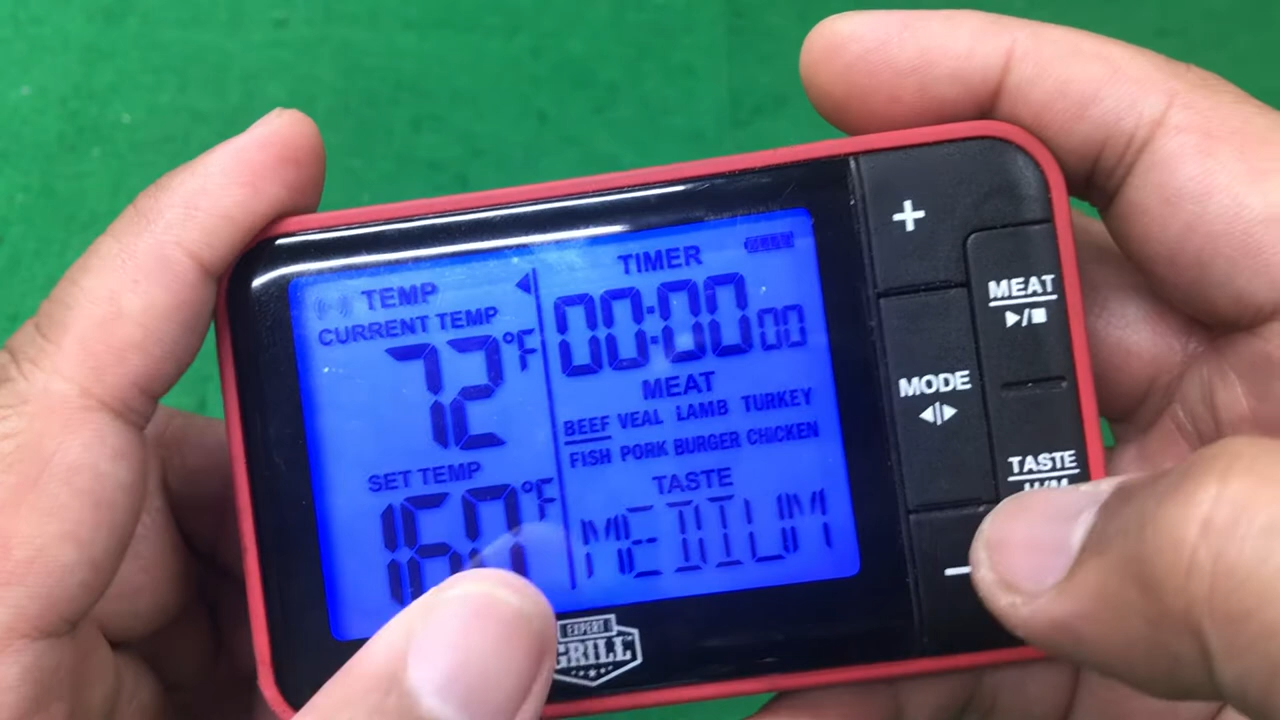 TEMP
CURRENT TEMP
72°F
SET TEMP
160°F
TIMER
00:00 00
MEAT
BEEF VEAL LAMB TURKEY
FISH PORK BURGER CHICKEN
TASTE
MEDIUM
+
MODE
MEAT
TASTE
−
EXPERT
GRILL